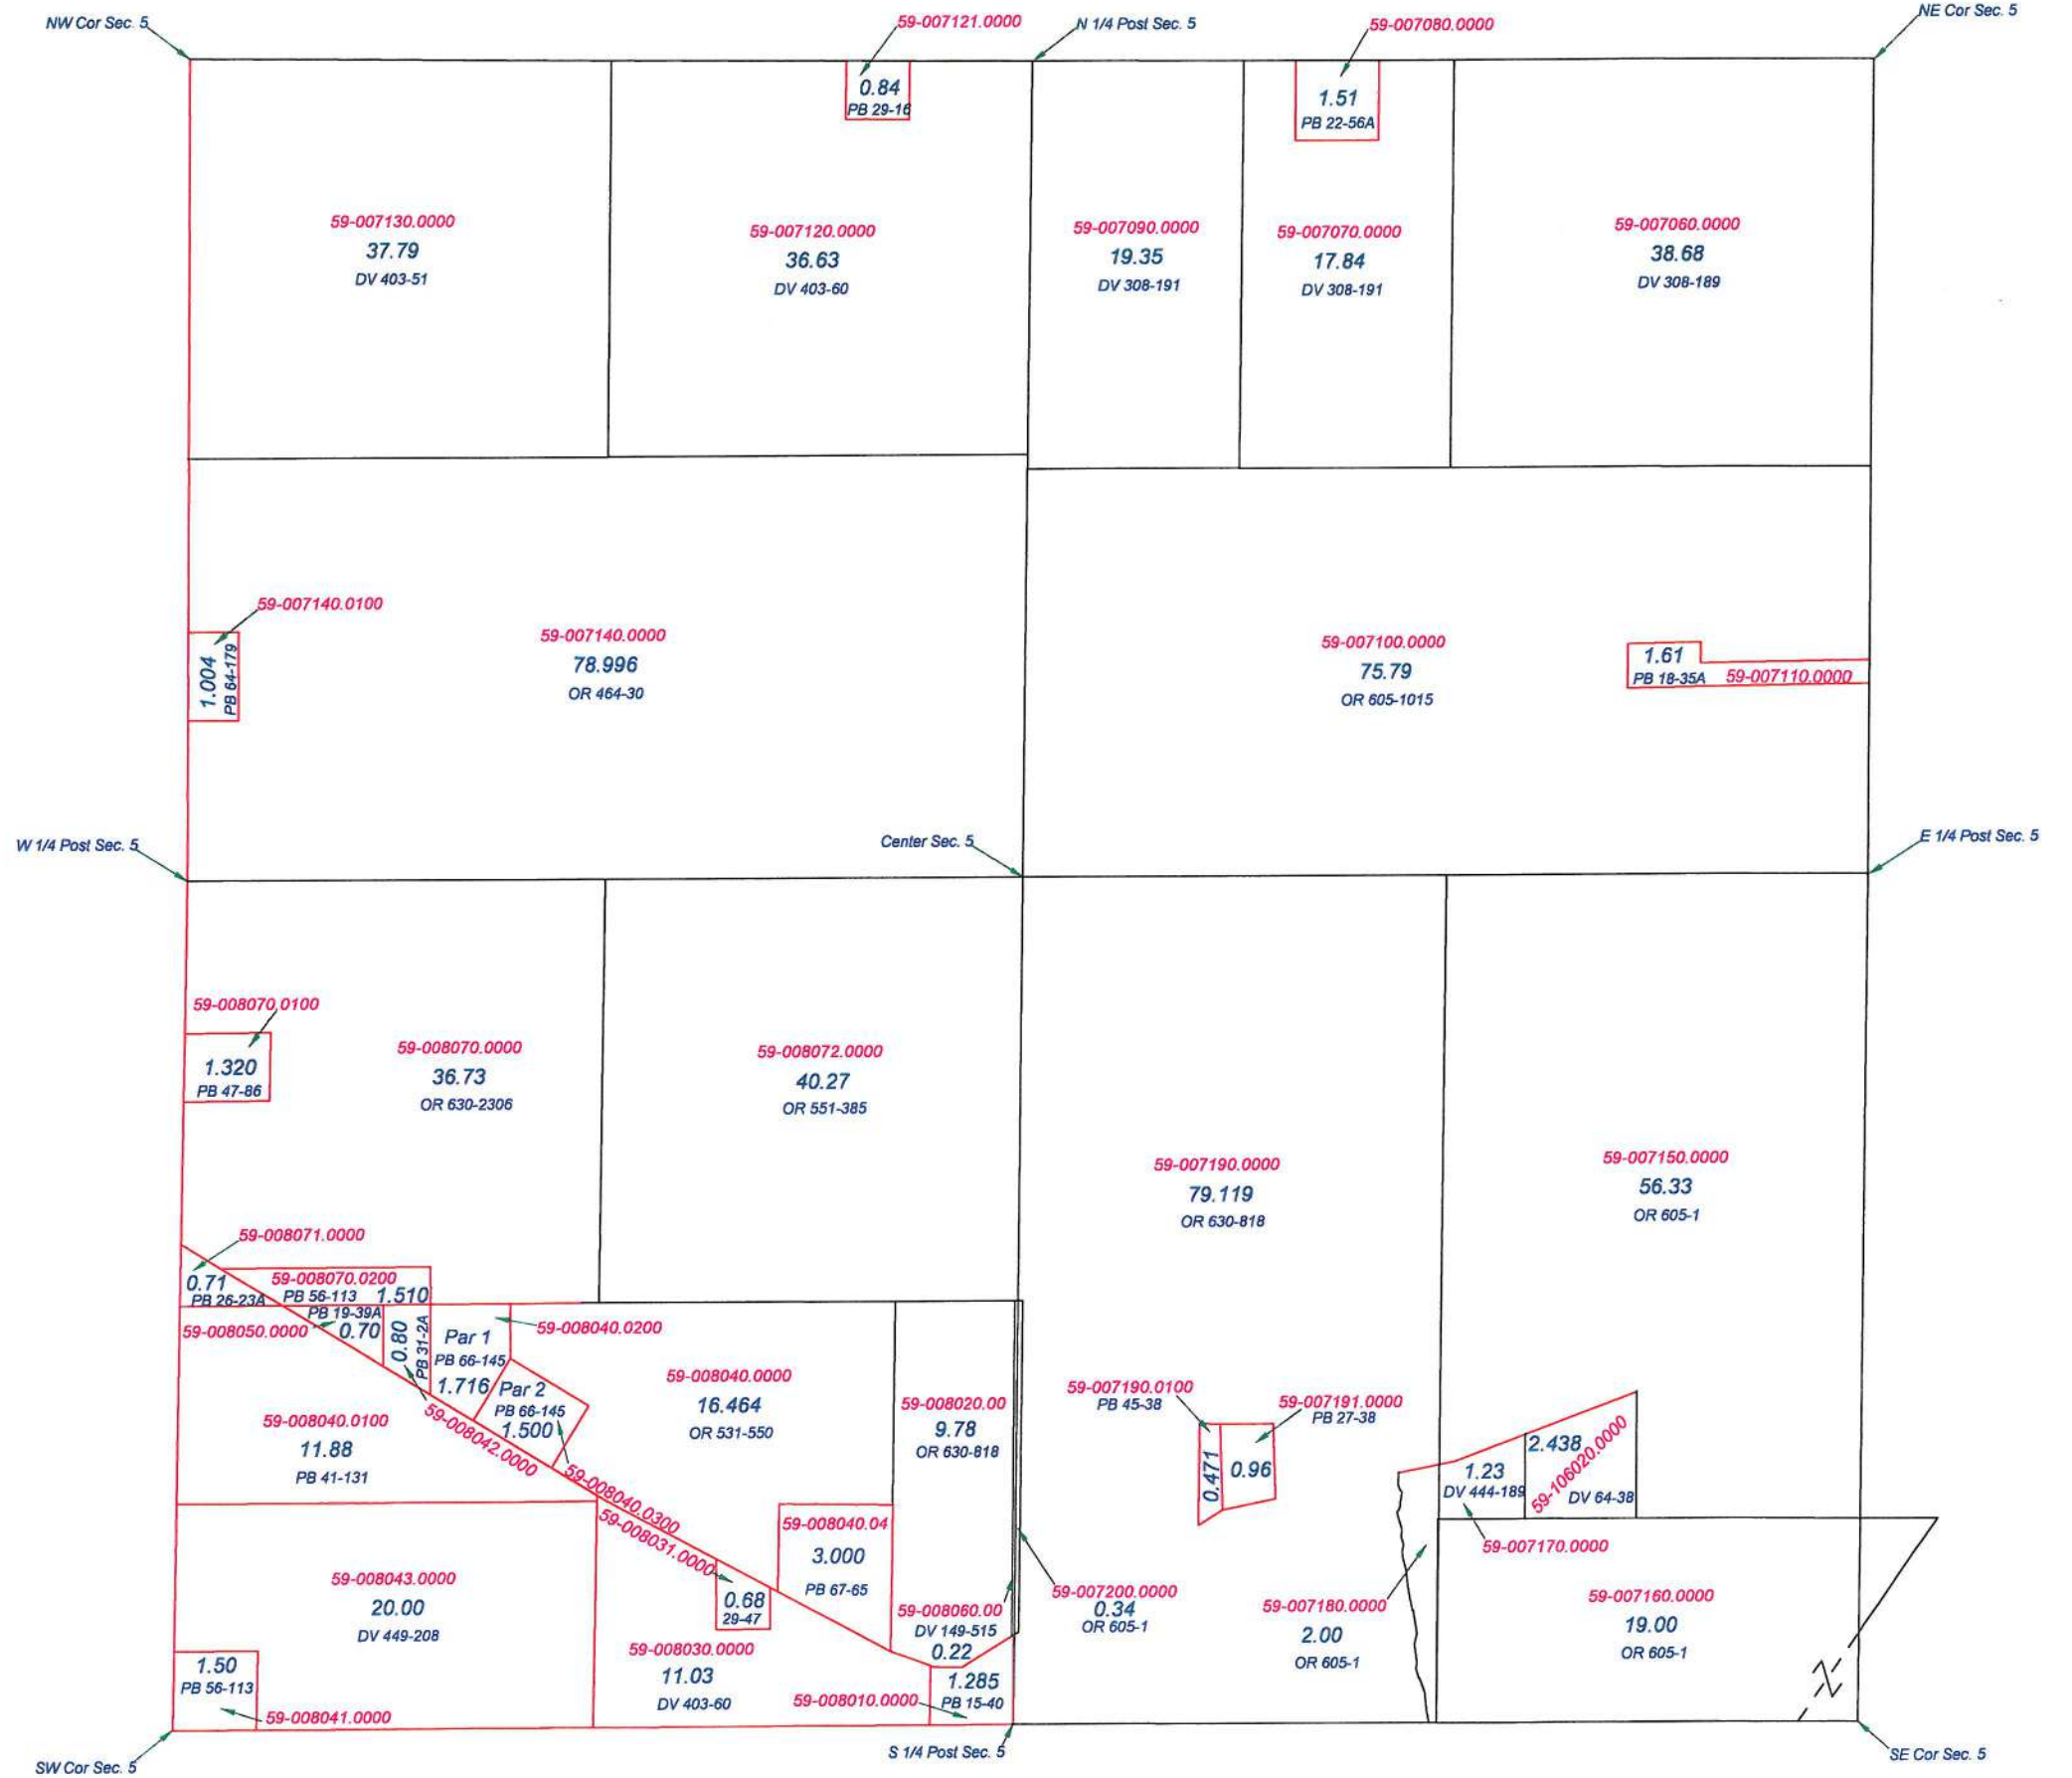 NW Cor Sec. 5
59-007121.0000
N 1/4 Post Sec. 5
59-007080.0000
NE Cor Sec. 5
0.84
PB 29-16
1.51
PB 22-56A
59-007130.0000
37.79
DV 403-51
59-007120.0000
36.63
DV 403-60
59-007090.0000
19.35
DV 308-191
59-007070.0000
17.84
DV 308-191
59-007060.0000
38.68
DV 308-189
59-007140.0100
1.004
PB 64-179
59-007140.0000
78.996
OR 464-30
59-007100.0000
75.79
OR 605-1015
1.61
PB 18-35A
59-007110.0000
W 1/4 Post Sec. 5
Center Sec. 5
E 1/4 Post Sec. 5
59-008070.0100
1.320
PB 47-86
59-008070.0000
36.73
OR 630-2306
59-008072.0000
40.27
OR 551-385
59-007190.0000
79.119
OR 630-818
59-007150.0000
56.33
OR 605-1
59-008071.0000
0.71
PB 26-23A
59-008070.0200
PB 56-113
1.510
PB 19-39A
59-008050.0000
0.70
0.80
PB 31-2A
Par 1
PB 66-145
1.716
59-008040.0200
Par 2
PB 66-145
1.500
59-008040.0000
16.464
OR 531-550
59-008020.00
9.78
OR 630-818
59-008040.0100
11.88
PB 41-131
59-008042.0000
59-008040.0300
59-008031.0000
59-007190.0100
PB 45-38
59-007191.0000
PB 27-38
0.471
0.96
1.23
DV 444-189
2.438
59-106020.0000
DV 64-38
59-007170.0000
59-008040.04
3.000
PB 67-65
59-008043.0000
20.00
DV 449-208
0.68
29-47
59-008060.00
DV 149-515
0.22
59-007200.0000
0.34
OR 605-1
59-007180.0000
2.00
OR 605-1
59-007160.0000
19.00
OR 605-1
59-008030.0000
11.03
DV 403-60
1.50
PB 56-113
59-008041.0000
1.285
PB 15-40
59-008010.0000
SW Cor Sec. 5
S 1/4 Post Sec. 5
SE Cor Sec. 5